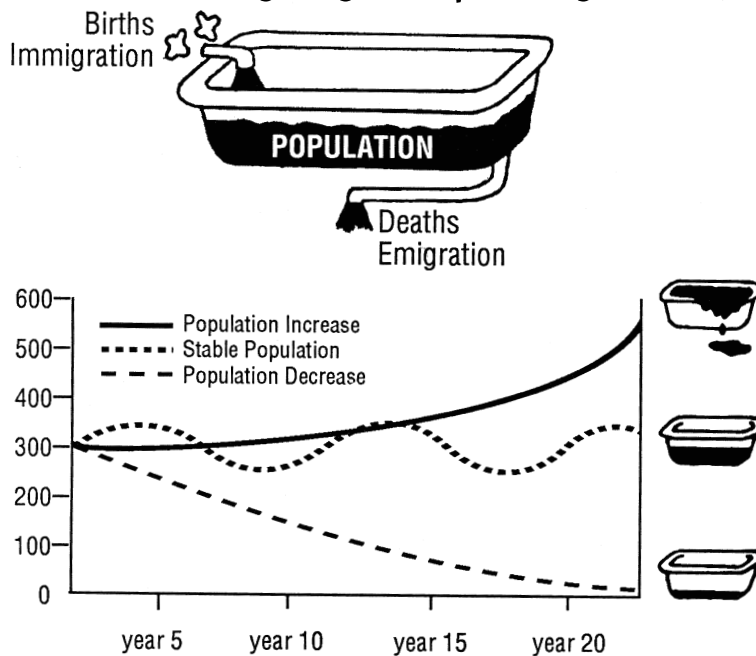 Births
Immigration
POPULATION
Deaths
Emigration
600
Population Increase
500
Stable Population
Population Decrease
400
300
200
100
0
year 5 year 10 year 15 year 20